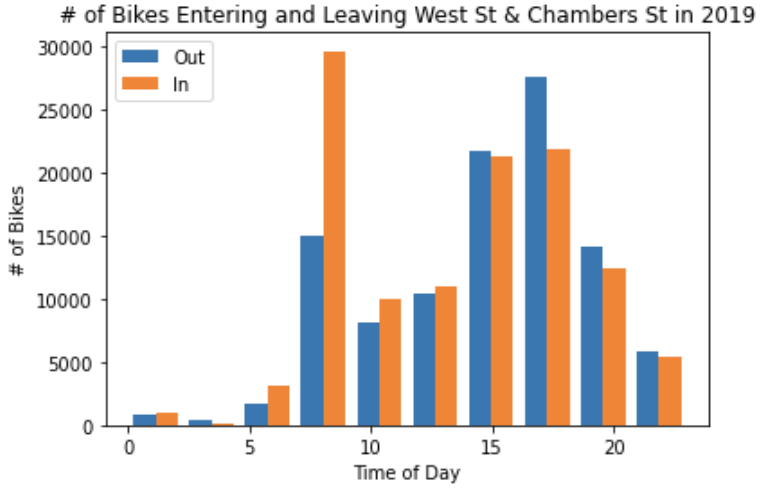 # of Bikes Entering and Leaving West St & Chambers St in 2019
Out
In
30000
25000
20000
15000
10000
5000
0
# of Bikes
0 5 10 15 20
Time of Day